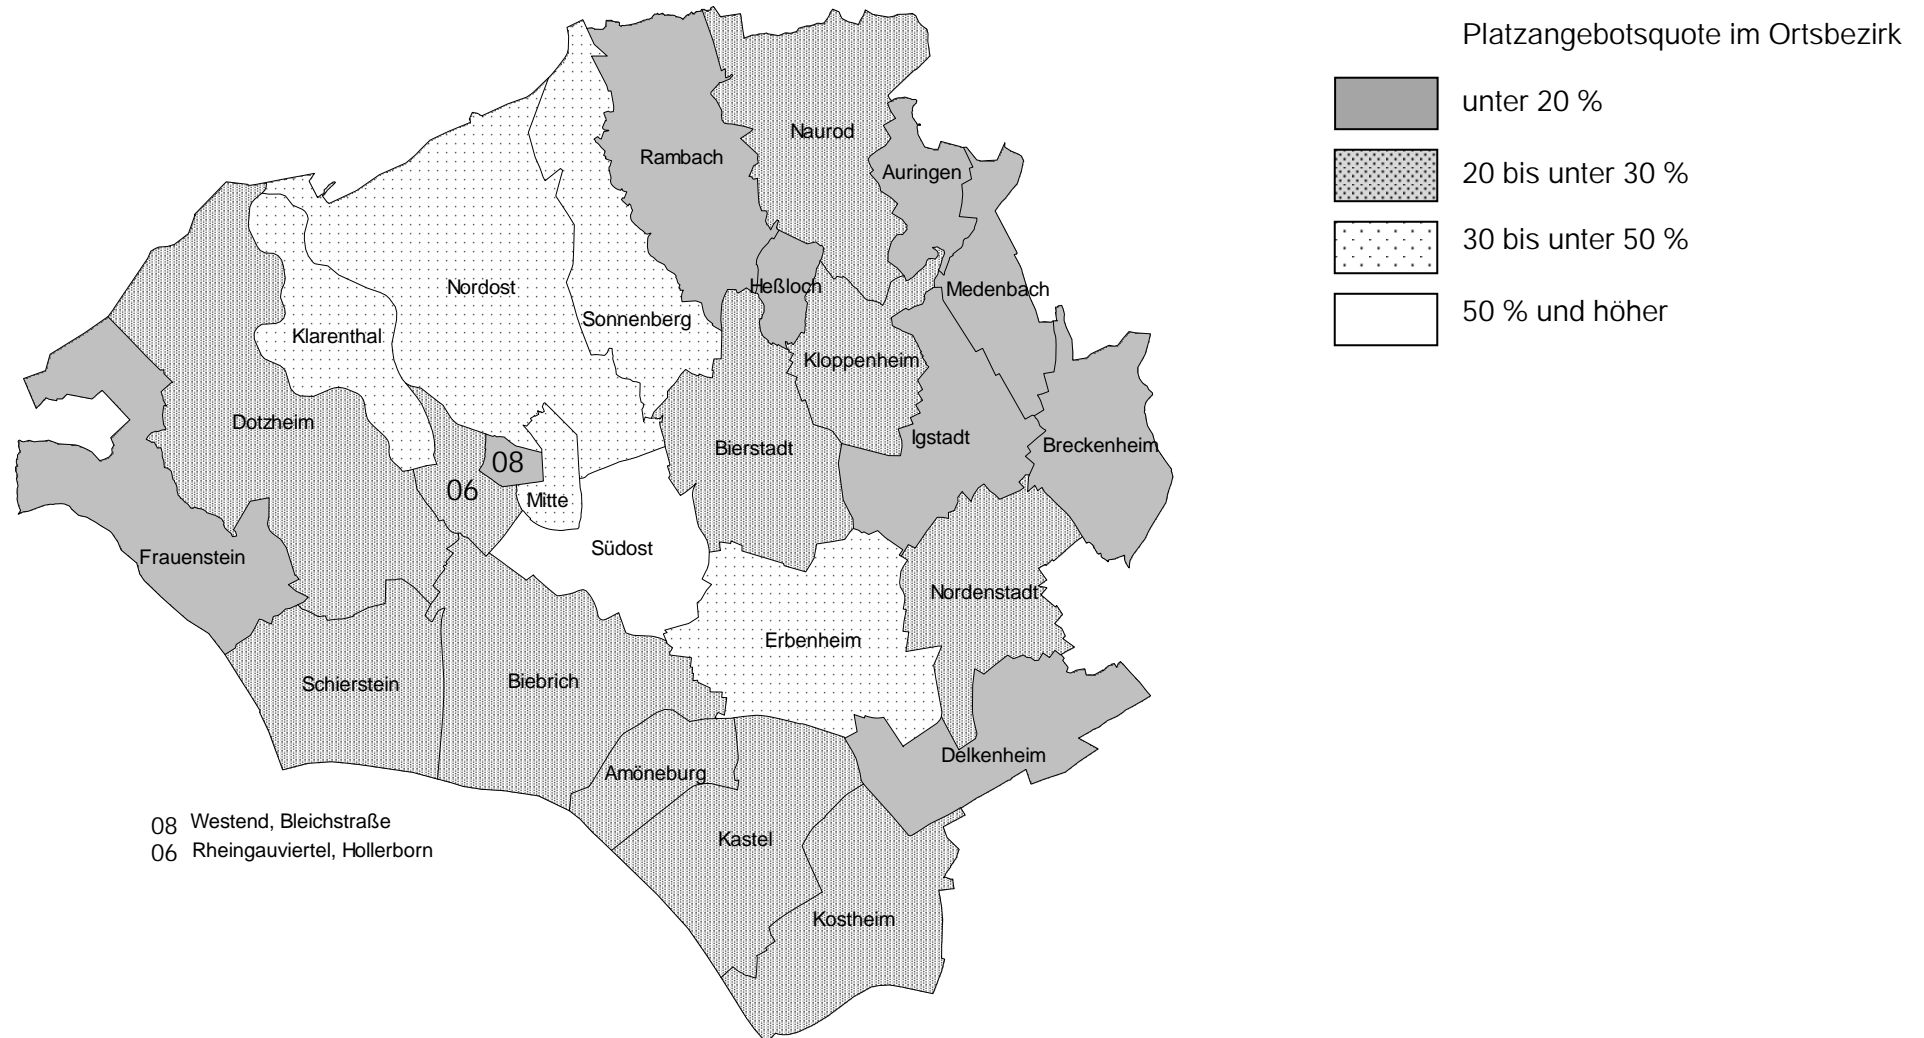 Platzangebotsquote im Ortsbezirk
unter 20 %
20 bis unter 30 %
30 bis unter 50 %
50 % und höher
Naurod
Rambach
Auringen
Nordost
Heßloch
Medenbach
Sonnenberg
Klarenthal
Kloppenheim
Dotzheim
Igstadt
Bierstadt
Breckenheim
08
06
Mitte
Südost
Frauenstein
Nordenstadt
Erbenheim
Schierstein
Biebrich
Delkenheim
Amöneburg
Kastel
Kostheim
08 Westend, Bleichstraße
06 Rheingauviertel, Hollerborn